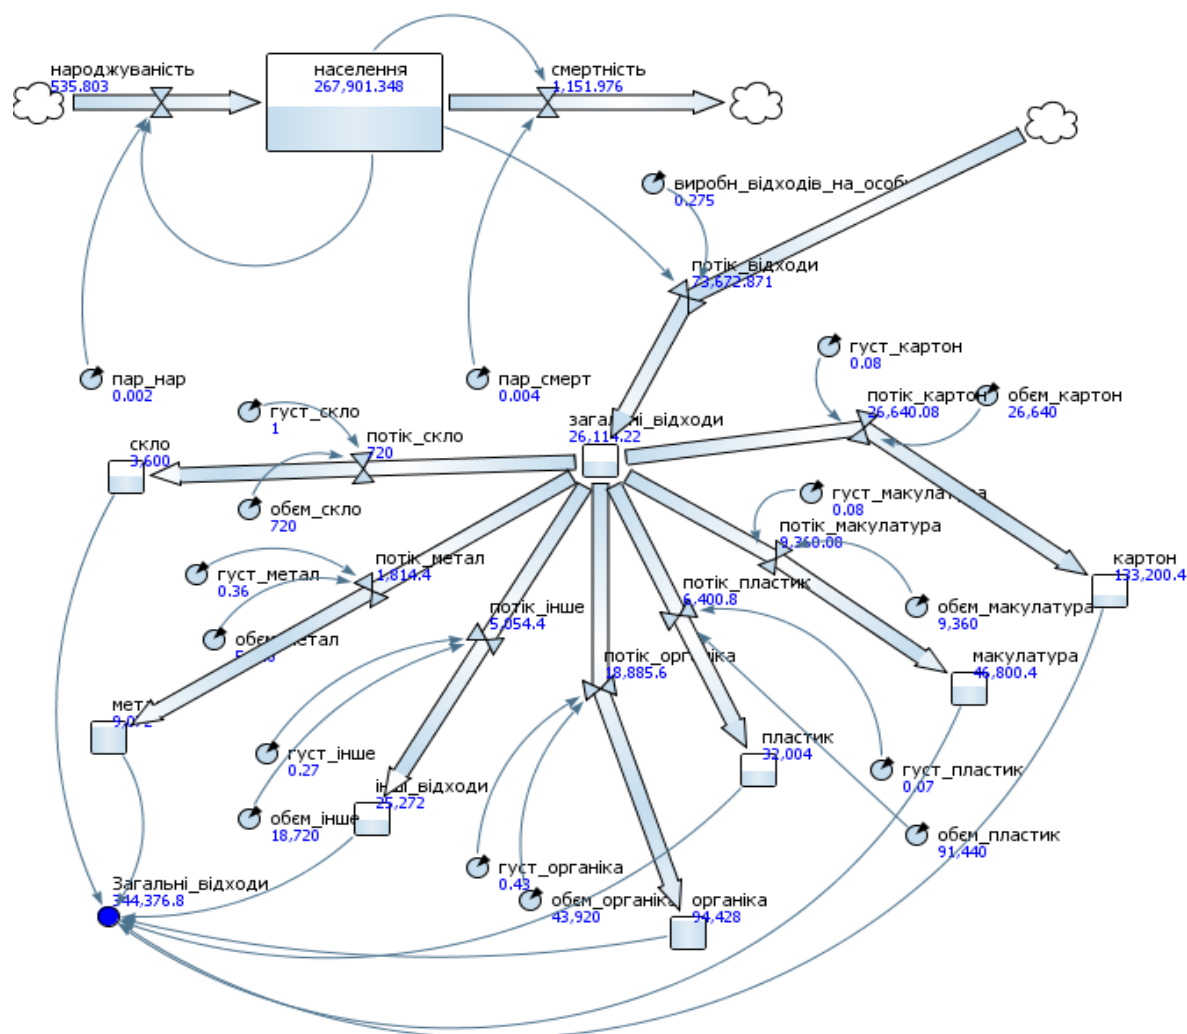 народжуваність
535.803
населення
267,901.348
смертність
1,151.976
виробн_відходів_на_особу
0.275
потік_відходи
73,672.871
пар_нар
0.002
пар_смерт
0.004
густ_картон
0.08
потік_картон
26,640.08
обєм_картон
26,640
густ_скло
1
загальні_відходи
26,114.22
скло
3,600
потік_скло
720
обєм_скло
720
густ_макулатура
0.08
потік_макулатура
9,360.08
картон
133,200.4
потік_метал
1,814.4
густ_метал
0.36
потік_пластик
6,400.8
обєм_макулатура
9,360
потік_інше
5,054.4
обєм_метал
потік_органіка
18,885.6
макулатура
46,800.4
метал
9,072
густ_інше
0.27
пластик
32,004
густ_пластик
0.07
інші_відходи
25,272
обєм_інше
18,720
обєм_пластик
91,440
густ_органіка
0.43
Загальні_відходи
344,376.8
обєм_органіка
43,920
органіка
94,428